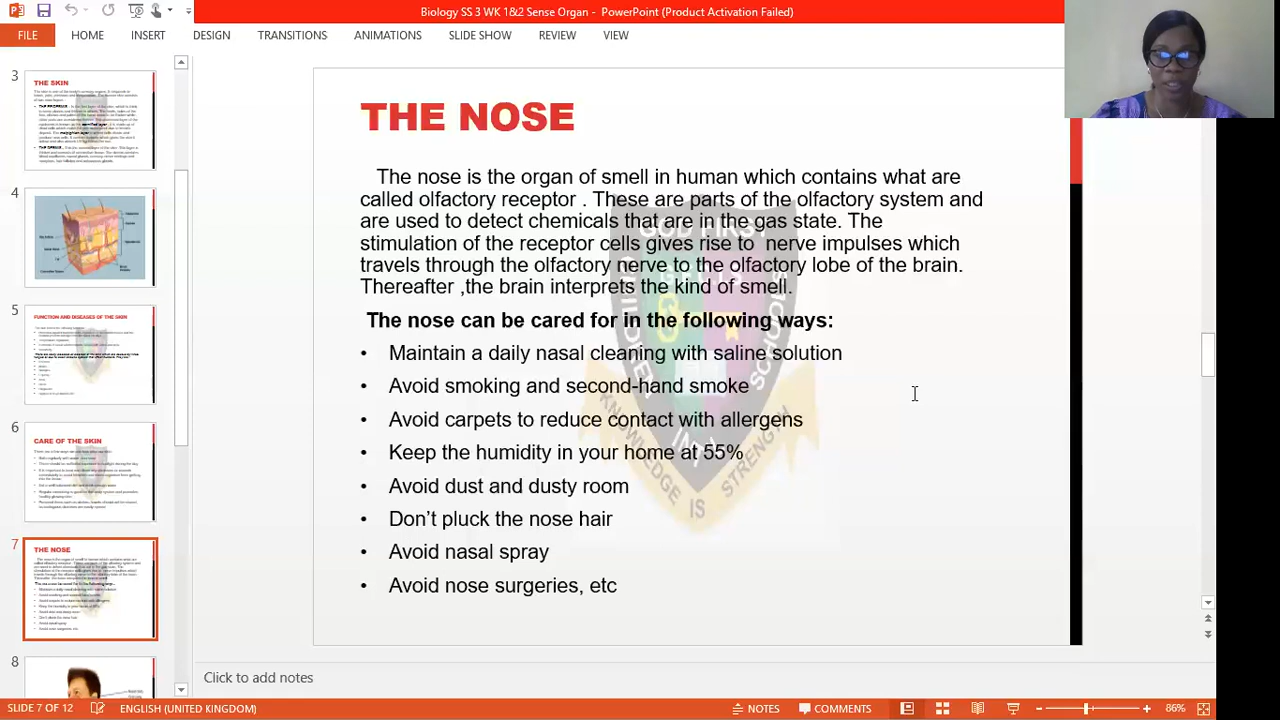 Biology SS 3 WK 1&2 Sense Organ - PowerPoint (Product Activation Failed)
FILE HOME INSERT DESIGN TRANSITIONS ANIMATIONS SLIDE SHOW REVIEW VIEW
3
THE SKIN
4
5
FUNCTION AND DISEASES OF THE SKIN
6
CARE OF THE SKIN
7
THE NOSE
8
THE NOSE
The nose is the organ of smell in human which contains what are
called olfactory receptor . These are parts of the olfactory system and
are used to detect chemicals that are in the gas state. The
stimulation of the receptor cells gives rise to nerve impulses which
travels through the olfactory nerve to the olfactory lobe of the brain.
Thereafter ,the brain interprets the kind of smell.
The nose can be cared for in the following ways:
• Maintain a daily nasal cleaning with saline solution
• Avoid smoking and second-hand smoke
• Avoid carpets to reduce contact with allergens
• Keep the humidity in your home at 55%
• Avoid dust and dusty room
• Don’t pluck the nose hair
• Avoid nasal spray
• Avoid nose surgeries, etc
GOD FIRST
Click to add notes
SLIDE 7 OF 12 ENGLISH (UNITED KINGDOM) NOTES COMMENTS 86%